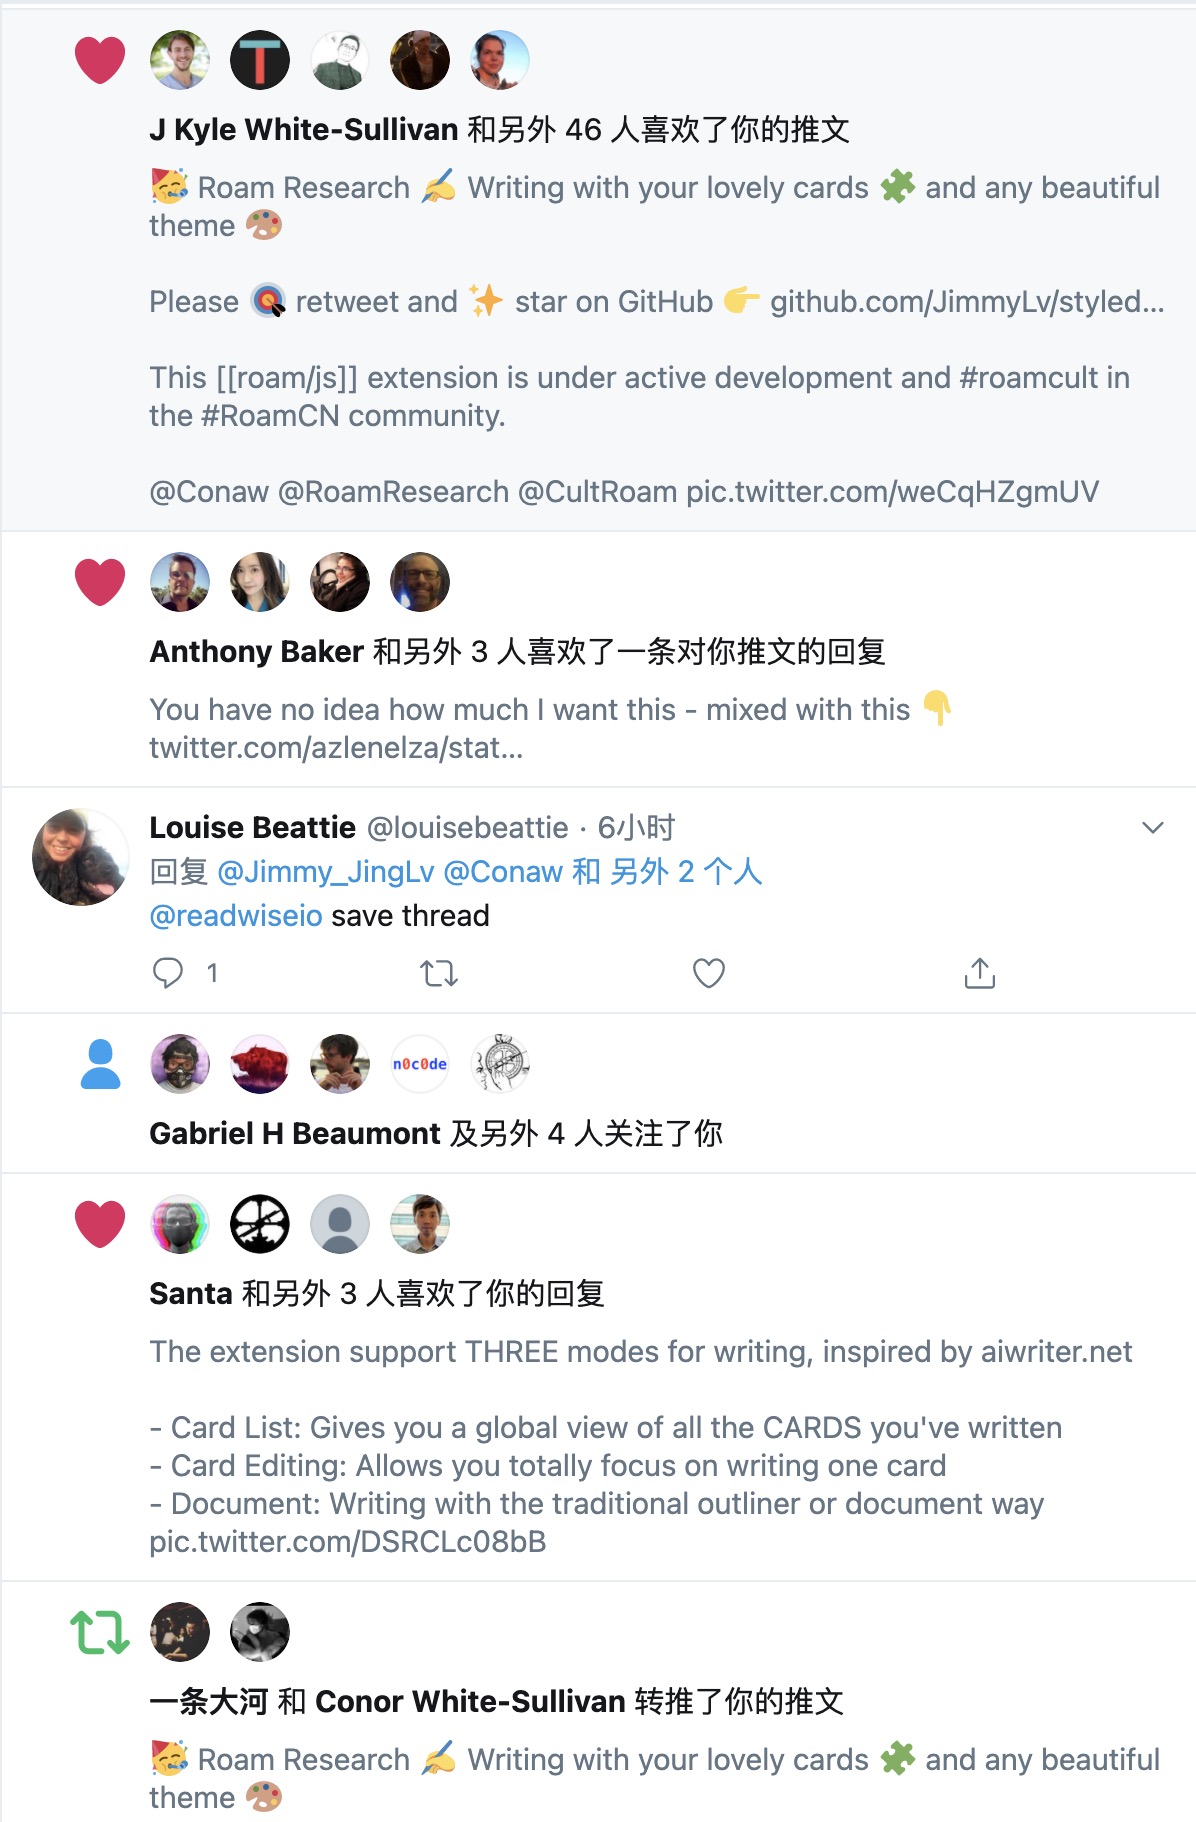 J Kyle White-Sullivan 和另外 46 人喜欢了你的推文
🥳 Roam Research ✍️ Writing with your lovely cards 🧩 and any beautiful
theme 🎨
Please 🎯 retweet and ✨ star on GitHub 👉 github.com/JimmyLv/styled…
This [[roam/js]] extension is under active development and #roamcult in
the #RoamCN community.
@Conaw @RoamResearch @CultRoam pic.twitter.com/weCqHZgmUV
Anthony Baker 和另外 3 人喜欢了一条对你推文的回复
You have no idea how much I want this - mixed with this 👇
twitter.com/azlenelza/stat…
Louise Beattie @louisebeattie · 6小时
回复 @Jimmy_JingLv @Conaw 和 另外 2 个人
@readwiseio save thread
1
n0c0de
Gabriel H Beaumont 及另外 4 人关注了你
Santa 和另外 3 人喜欢了你的回复
The extension support THREE modes for writing, inspired by aiwriter.net
- Card List: Gives you a global view of all the CARDS you've written
- Card Editing: Allows you totally focus on writing one card
- Document: Writing with the traditional outliner or document way
pic.twitter.com/DSRCLc08bB
一条大河 和 Conor White-Sullivan 转推了你的推文
🥳 Roam Research ✍️ Writing with your lovely cards 🧩 and any beautiful
theme 🎨